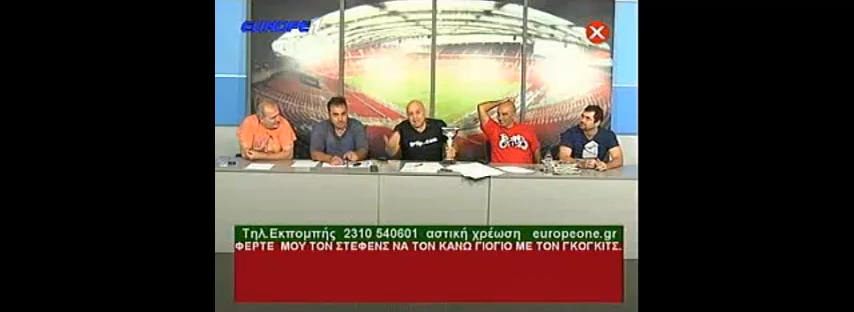 EUROPE 1
Τηλ.Εκπομπής 2310 540601 αστική χρέωση europeone.gr
ΦΕΡΤΕ ΜΟΥ ΤΟΝ ΣΤΕΦΕΝΣ ΝΑ ΤΟΝ ΚΑΝΩ ΓΙΟΓΙΟ ΜΕ ΤΟΝ ΓΚΟΓΚΙΤΣ.